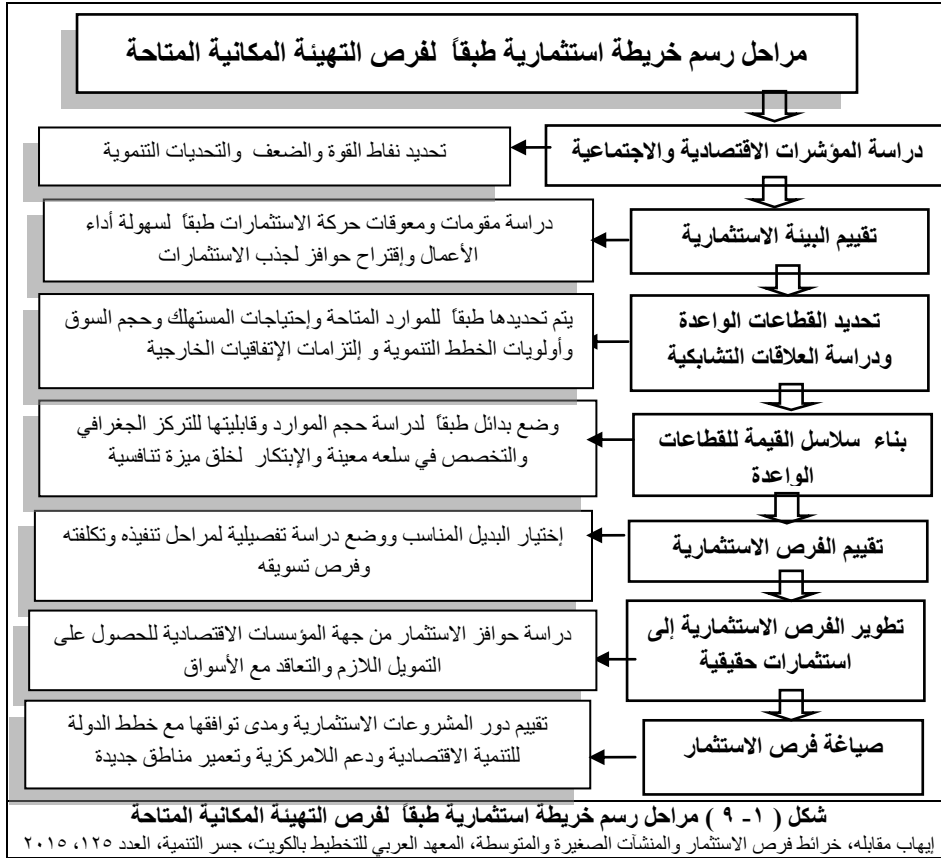 مراحل رسم خريطة استثمارية طبقاً لفرص التهيئة المكانية المتاحة
دراسة المؤشرات الاقتصادية والاجتماعية
تحديد نفاط القوة والضعف والتحديات التنموية
تقييم البيئة الاستثمارية
دراسة مقومات ومعوقات حركة الاستثمارات طبقاً لسهولة أداء
الأعمال وإقتراح حوافز لجذب الاستثمارات
تحديد القطاعات الواعدة
ودراسة العلاقات التشابكية
يتم تحديدها طبقاً للموارد المتاحة وإحتياجات المستهلك وحجم السوق
وأولويات الخطط التنموية و إلتزامات الإتفاقيات الخارجية
بناء سلاسل القيمة للقطاعات
الواعدة
وضع بدائل طبقاً لدراسة حجم الموارد وقابليتها للتركز الجغرافي
والتخصص في سلعه معينة والإبتكار لخلق ميزة تنافسية
تقييم الفرص الاستثمارية
إختيار البديل المناسب ووضع دراسة تفصيلية لمراحل تنفيذه وتكلفته
وفرص تسويقه
تطوير الفرص الاستثمارية إلى
استثمارات حقيقية
دراسة حوافز الاستثمار من جهة المؤسسات الاقتصادية للحصول على
التمويل اللازم والتعاقد مع الأسواق
صياغة فرص الاستثمار
تقييم دور المشروعات الاستثمارية ومدى توافقها مع خطط الدولة
للتنمية الاقتصادية ودعم اللامركزية وتعمير مناطق جديدة
شكل ( ١- ٩ ) مراحل رسم خريطة استثمارية طبقاً لفرص التهيئة المكانية المتاحة
إيهاب مقابله، خرائط فرص الاستثمار والمنشآت الصغيرة والمتوسطة، المعهد العربي للتخطيط بالكويت، جسر التنمية، العدد ١٢٥، ٢٠١٥